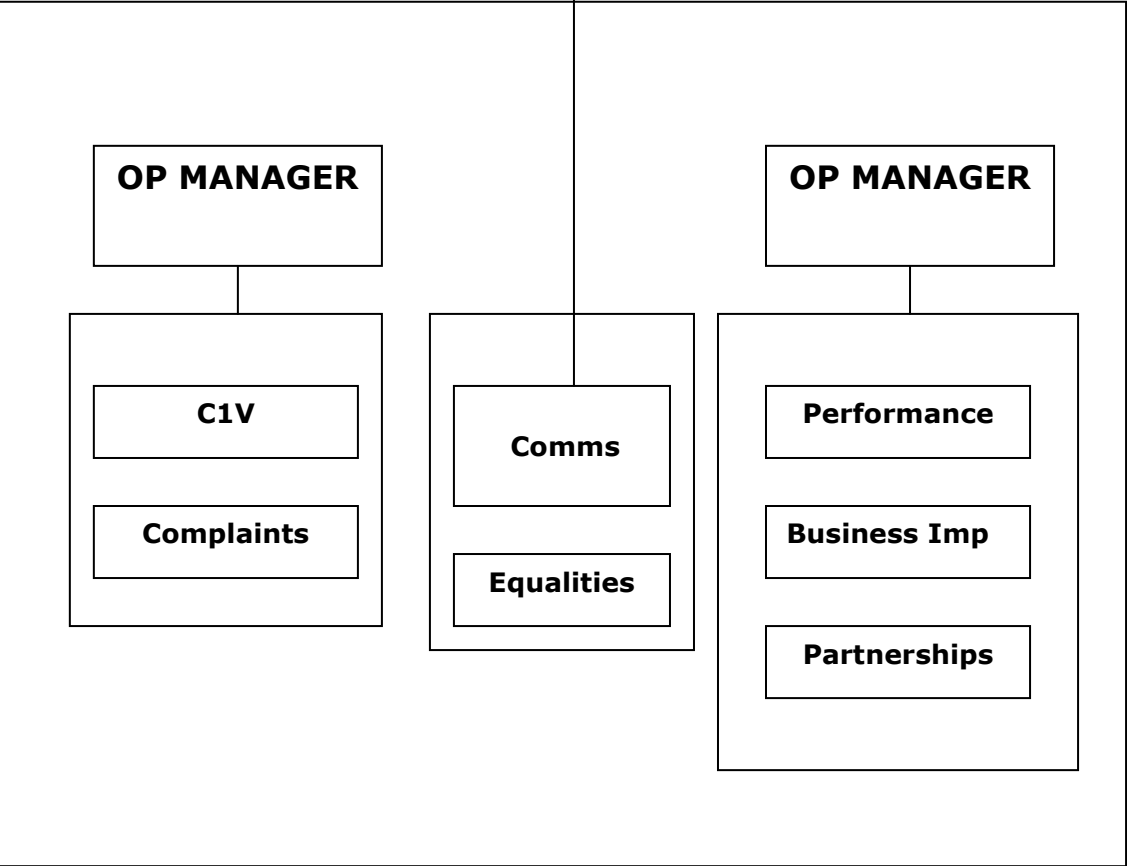 OP MANAGER
OP MANAGER
C1V
Complaints
Comms
Equalities
Performance
Business Imp
Partnerships